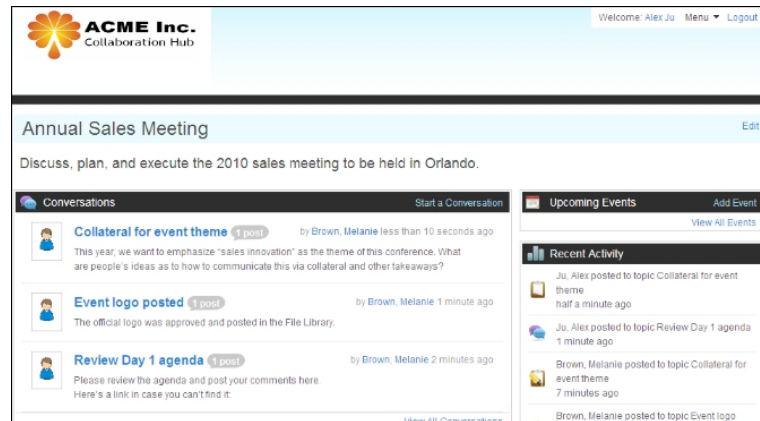 ACME Inc.
Collaboration Hub
Welcome: Alex Ju Menu Logout
Annual Sales Meeting
Edit
Discuss, plan, and execute the 2010 sales meeting to be held in Orlando.
Conversations
Start a Conversation
Collateral for event theme 1 post by Brown, Melanie less than 10 seconds ago
This year, we want to emphasize "sales innovation" as the theme of this conference. What
are people's ideas as to how to communicate this via collateral and other takeaways?
Event logo posted 1 post by Brown, Melanie 1 minute ago
The official logo was approved and posted in the File Library.
Review Day 1 agenda 1 post by Brown, Melanie 2 minutes ago
Please review the agenda and post your comments here.
Here's a link in case you can't find it:
View All Conversations
Upcoming Events
Add Event
View All Events
Recent Activity
Ju, Alex posted to topic Collateral for event
theme
half a minute ago
Ju, Alex posted to topic Review Day 1 agenda
1 minute ago
Brown, Melanie posted to topic Collateral for
event theme
7 minutes ago
Brown, Melanie posted to topic Event logo